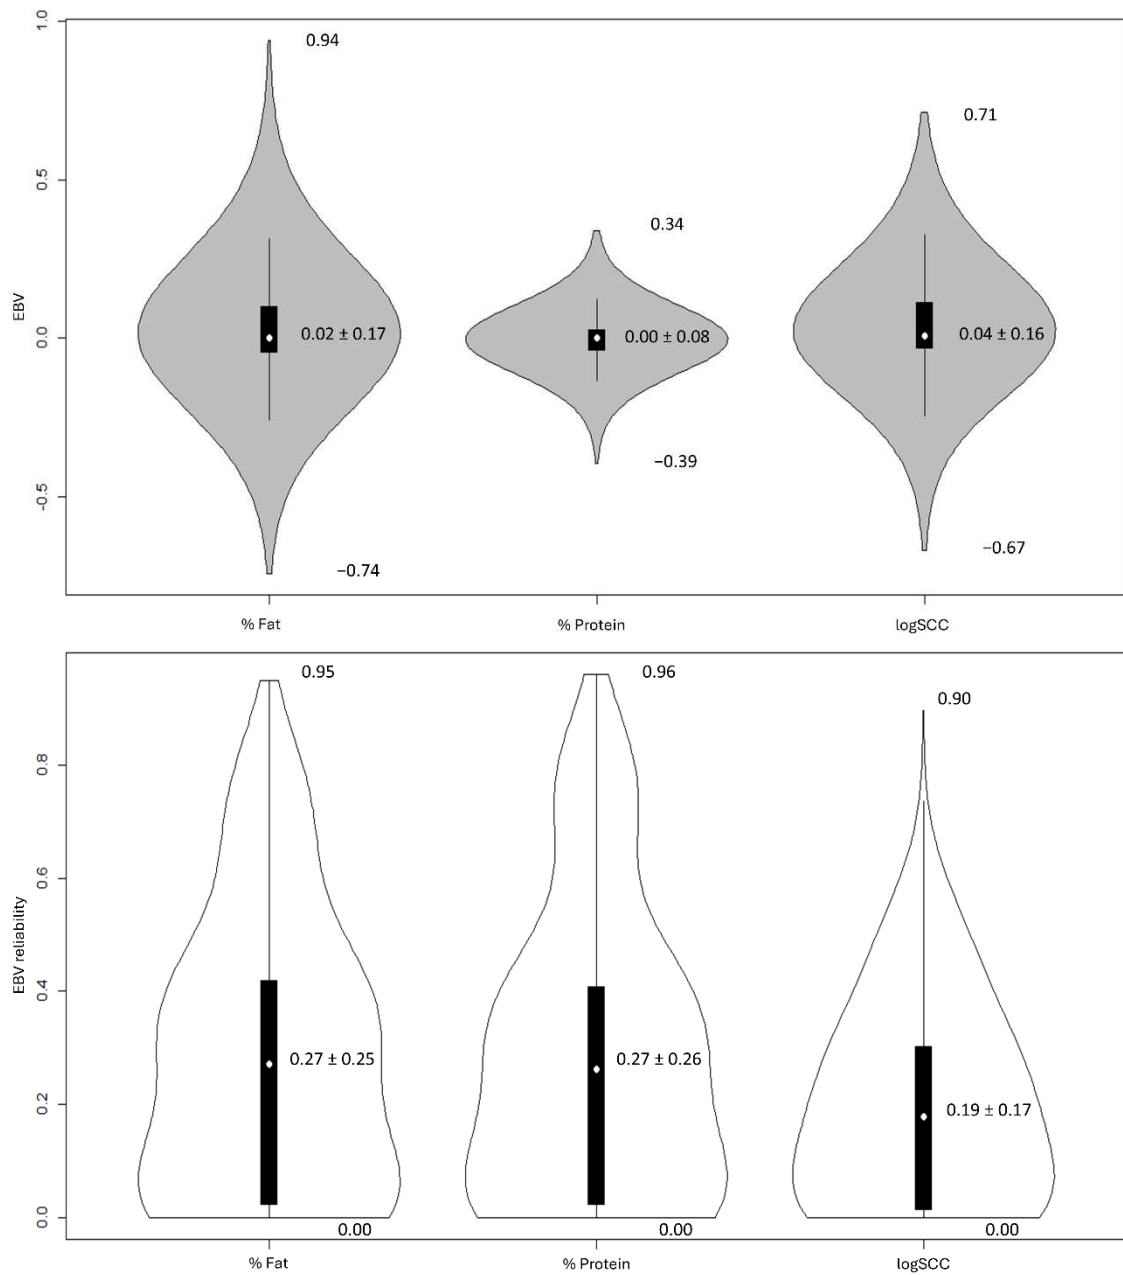 1.0
0.94
0.71
0.5
0.34
EBV
0.0
0.02 ± 0.17
0.00 ± 0.08
0.04 ± 0.16
−0.39
-0.5
−0.67
−0.74
% Fat
% Protein
logSCC
0.95
0.96
0.90
0.8
0.6
EBV reliability
0.4
0.27 ± 0.25
0.27 ± 0.26
0.19 ± 0.17
0.2
0.0
0.00
0.00
0.00
% Fat
% Protein
logSCC